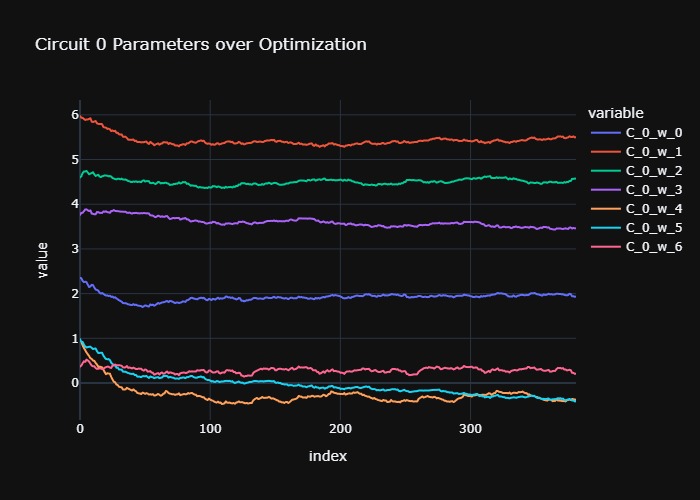 Circuit 0 Parameters over Optimization
variable
C_0_w_0
C_0_w_1
C_0_w_2
C_0_w_3
C_0_w_4
C_0_w_5
C_0_w_6
value
6
5
4
3
2
1
0
0
100
200
300
index